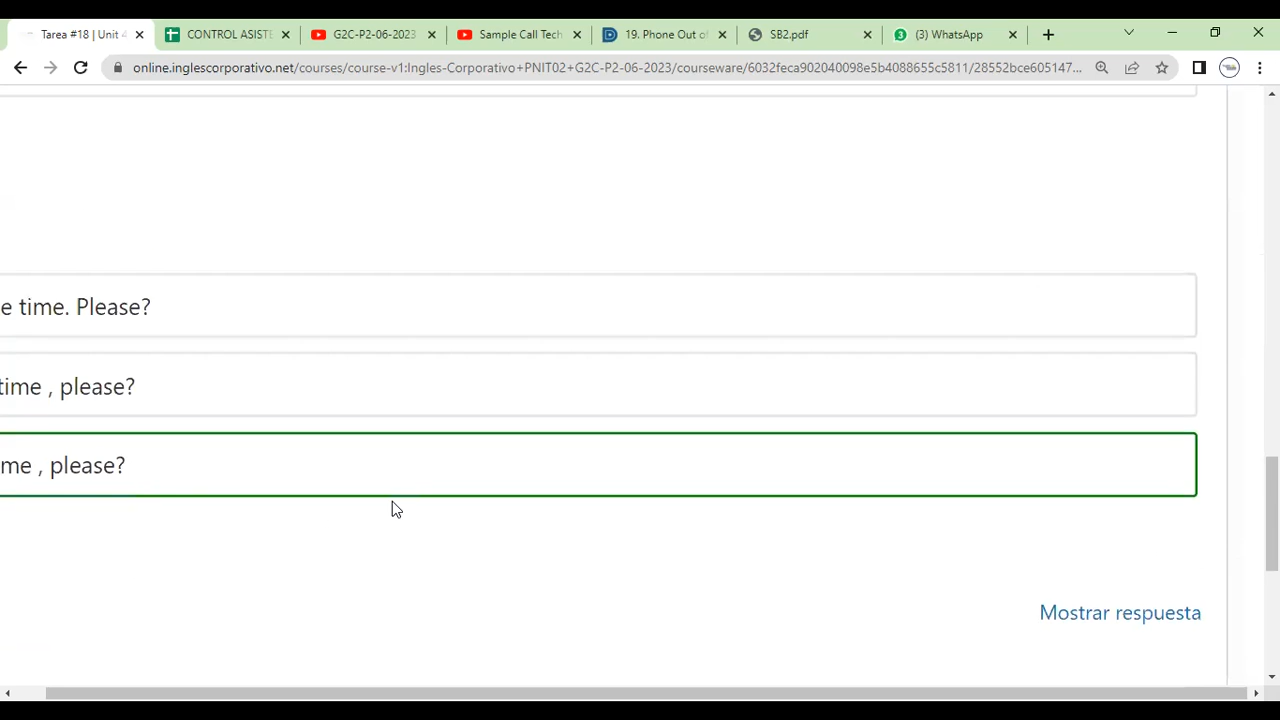 Tarea #18 | Unit 4
CONTROL ASISTE
G2C-P2-06-2023
Sample Call Tech
19. Phone Out of
SB2.pdf
(3) WhatsApp
online.inglescorporativo.net/courses/course-v1:Ingles-Corporativo+PNIT02+G2C-P2-06-2023/courseware/6032feca902040098e5b4088655c5811/28552bce605147...
e time. Please?
time , please?
me , please?
Mostrar respuesta